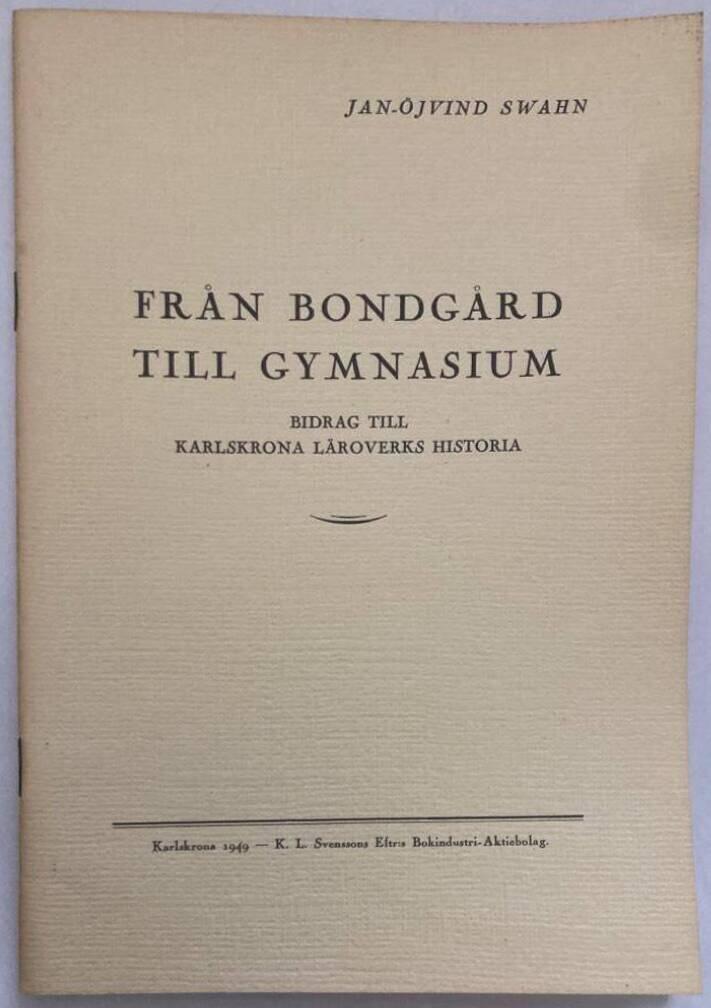 JAN-ÖJVIND SWAHN
FRÅN BONDGÅRD
TILL GYMNASIUM
BIDRAG TILL
KARLSKRONA LÄROVERKS HISTORIA
Karlskrona 1949 — K. L. Svenssons Eftr:s Bokindustri-Aktiebolag.